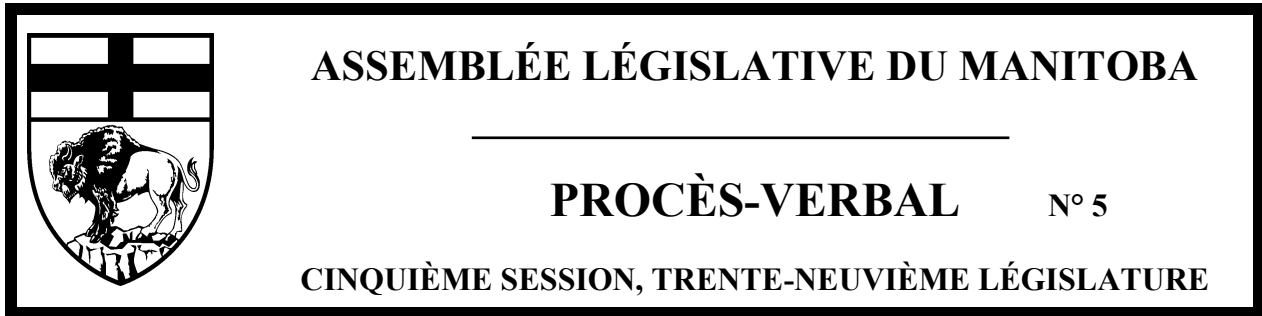 ASSEMBLÉE LÉGISLATIVE DU MANITOBA
PROCÈS-VERBAL N° 5
CINQUIÈME SESSION, TRENTE-NEUVIÈME LÉGISLATURE